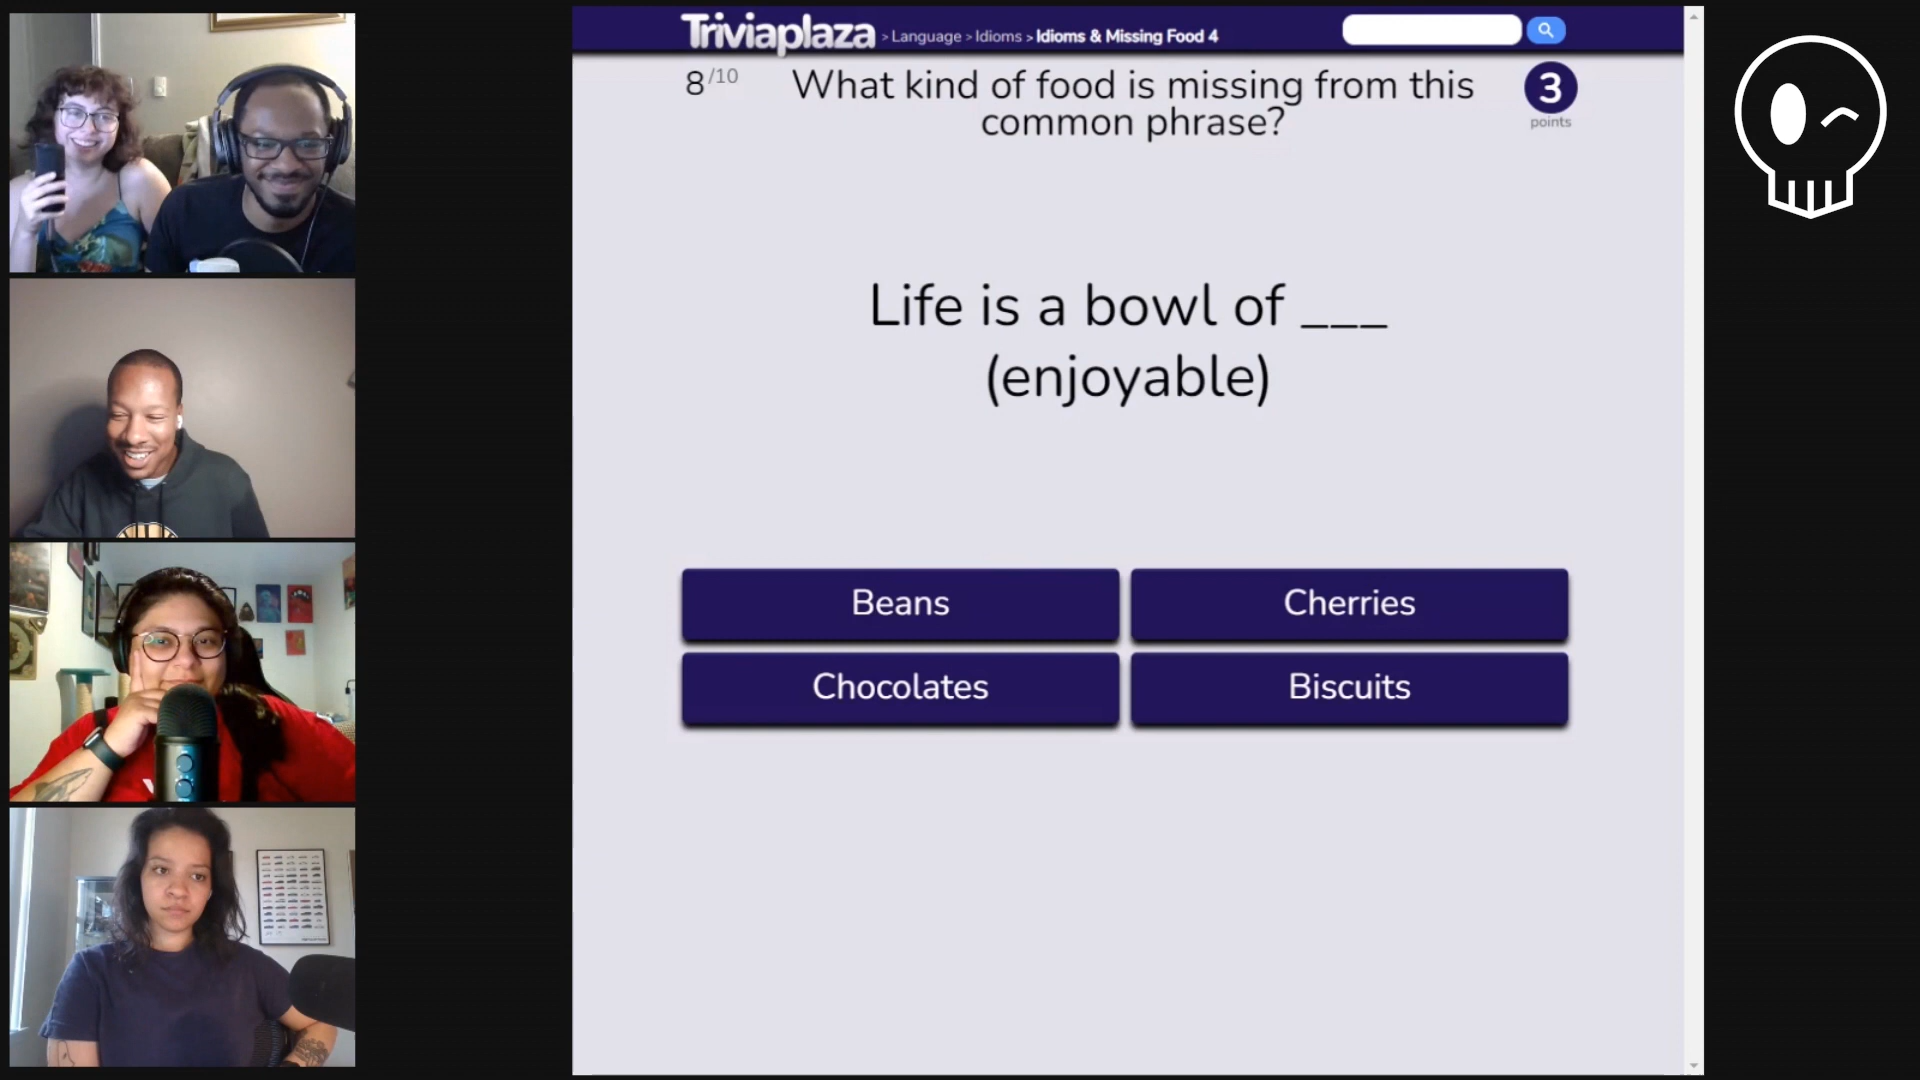 Triviaplaza > Language > Idioms > Idioms & Missing Food 4
8/10
What kind of food is missing from this
common phrase?
3
points
Life is a bowl of ___
(enjoyable)
Beans
Cherries
Chocolates
Biscuits